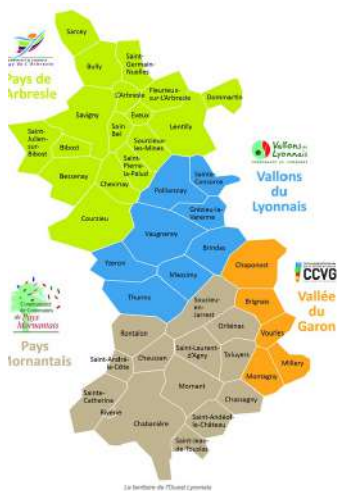 Sarcey
Bully
Saint-
Germain-
Nuelles
Pays de
Arbresle
L'Arbresle
Fleurieux-
sur-L'Arbresle
Dommartin
Savigny
Eveux
Sain
Bel
Lentilly
Saint-
Julien-
sur-
Bibost
Bibost
Sourcieux-
les-Mines
Saint-
Pierre-
la-Palud
Bessenay
Chevinay
Courzieu
Vallons
du
Lyonnais
Sainte-
Consorce
Pollionnay
Grézieu-la-
Varenne
Vaugneray
Brindas
Yzeron
Messimy
Thurins
CCVG
Vallée
du
Garon
Chaponost
Brignais
Vourles
Millery
Montagny
Pays
Mornantais
Soucieu-
en-
Jarrest
Orliénas
Rontalon
Saint-Laurent-
d'Agny
Taluyers
Saint-André-
la-Côte
Chaussan
Mornant
Chassagny
Sainte-
Catherine
Riverie
Chabanière
Saint-Andéol-
le-Château
Saint-Jean-
de-Touslas
Le territoire de l'Ouest Lyonnais